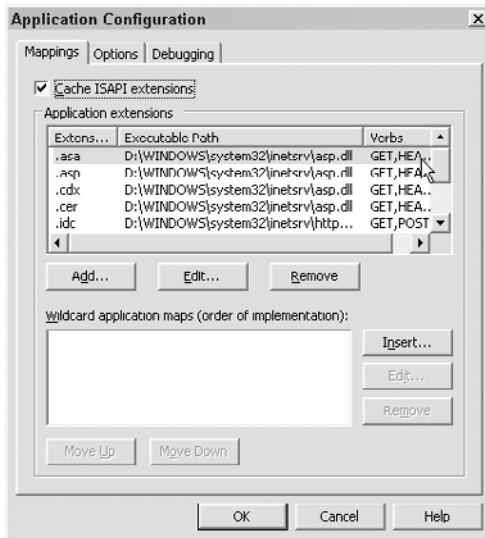 Application Configuration
Mappings Options Debugging
Cache ISAPI extensions
Application extensions
Extens... Executable Path Verbs
.asa D:\WINDOWS\system32\inetsrv\asp.dll GET,HEA..
.asp D:\WINDOWS\system32\inetsrv\asp.dll GET,HEA..
.cdx D:\WINDOWS\system32\inetsrv\asp.dll GET,HEA..
.cer D:\WINDOWS\system32\inetsrv\asp.dll GET,HEA..
.idc D:\WINDOWS\system32\inetsrv\http... GET,POST
Add... Edit... Remove
Wildcard application maps (order of implementation):
Insert...
Edit...
Remove
Move Up Move Down
OK Cancel Help